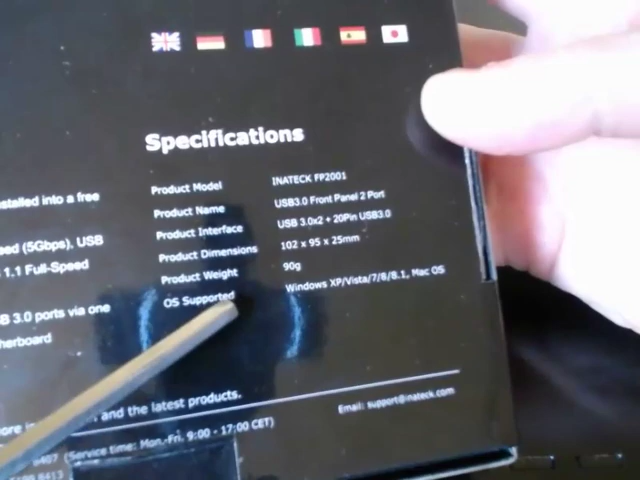 Specifications
Product Model INATECK FP2001
Product Name USB3.0 Front Panel 2 Port
Product Interface USB 3.0x2 + 20Pin USB3.0
Product Dimensions 102 x 95 x 25mm
Product Weight 90g
OS Supported Windows XP/Vista/7/8/8.1, Mac OS
into a free
(5Gbps), USB
1.1 Full-Speed
3.0 ports via one
and the latest products.
Email: support@inateck.com
(Service time: Mon.-Fri. 9:00 - 17:00 CET)